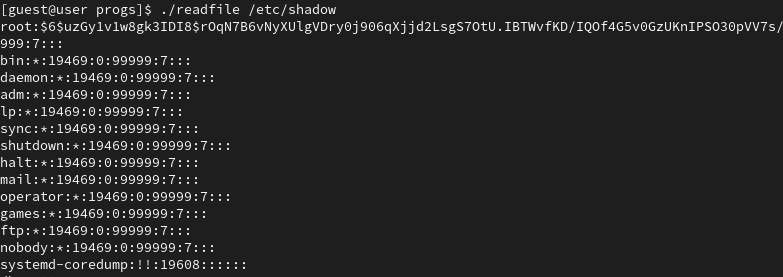 [guest@user progs]$ ./readfile /etc/shadow
root:$6$uzGy1v1w8gk3IDI8$rOqN7B6vNyXUlgVDry0j906qXjjd2LsgS7OtU.IBTWvfKD/IQOf4G5v0GzUKnIPSO30pVV7s/
999:7:::
bin:*:19469:0:99999:7:::
daemon:*:19469:0:99999:7:::
adm:*:19469:0:99999:7:::
lp:*:19469:0:99999:7:::
sync:*:19469:0:99999:7:::
shutdown:*:19469:0:99999:7:::
halt:*:19469:0:99999:7:::
mail:*:19469:0:99999:7:::
operator:*:19469:0:99999:7:::
games:*:19469:0:99999:7:::
ftp:*:19469:0:99999:7:::
nobody:*:19469:0:99999:7:::
systemd-coredump:!!:19608::::::